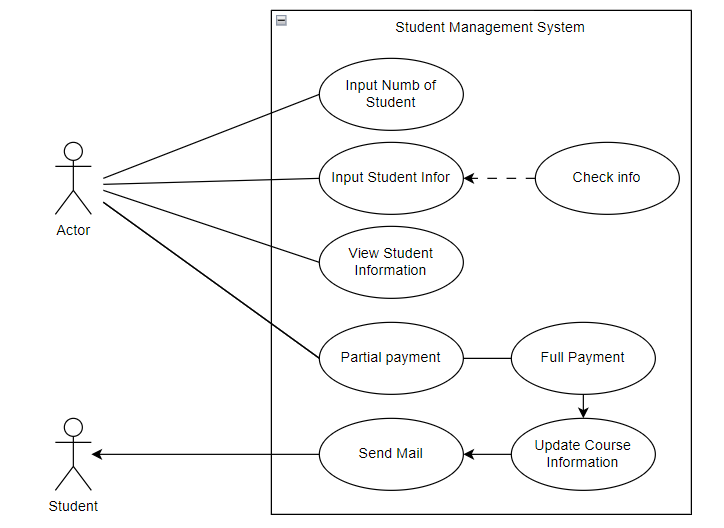 Student Management System
Input Numb of
Student
Input Student Infor
Check info
Actor
View Student
Information
Partial payment
Full Payment
Send Mail
Update Course
Information
Student